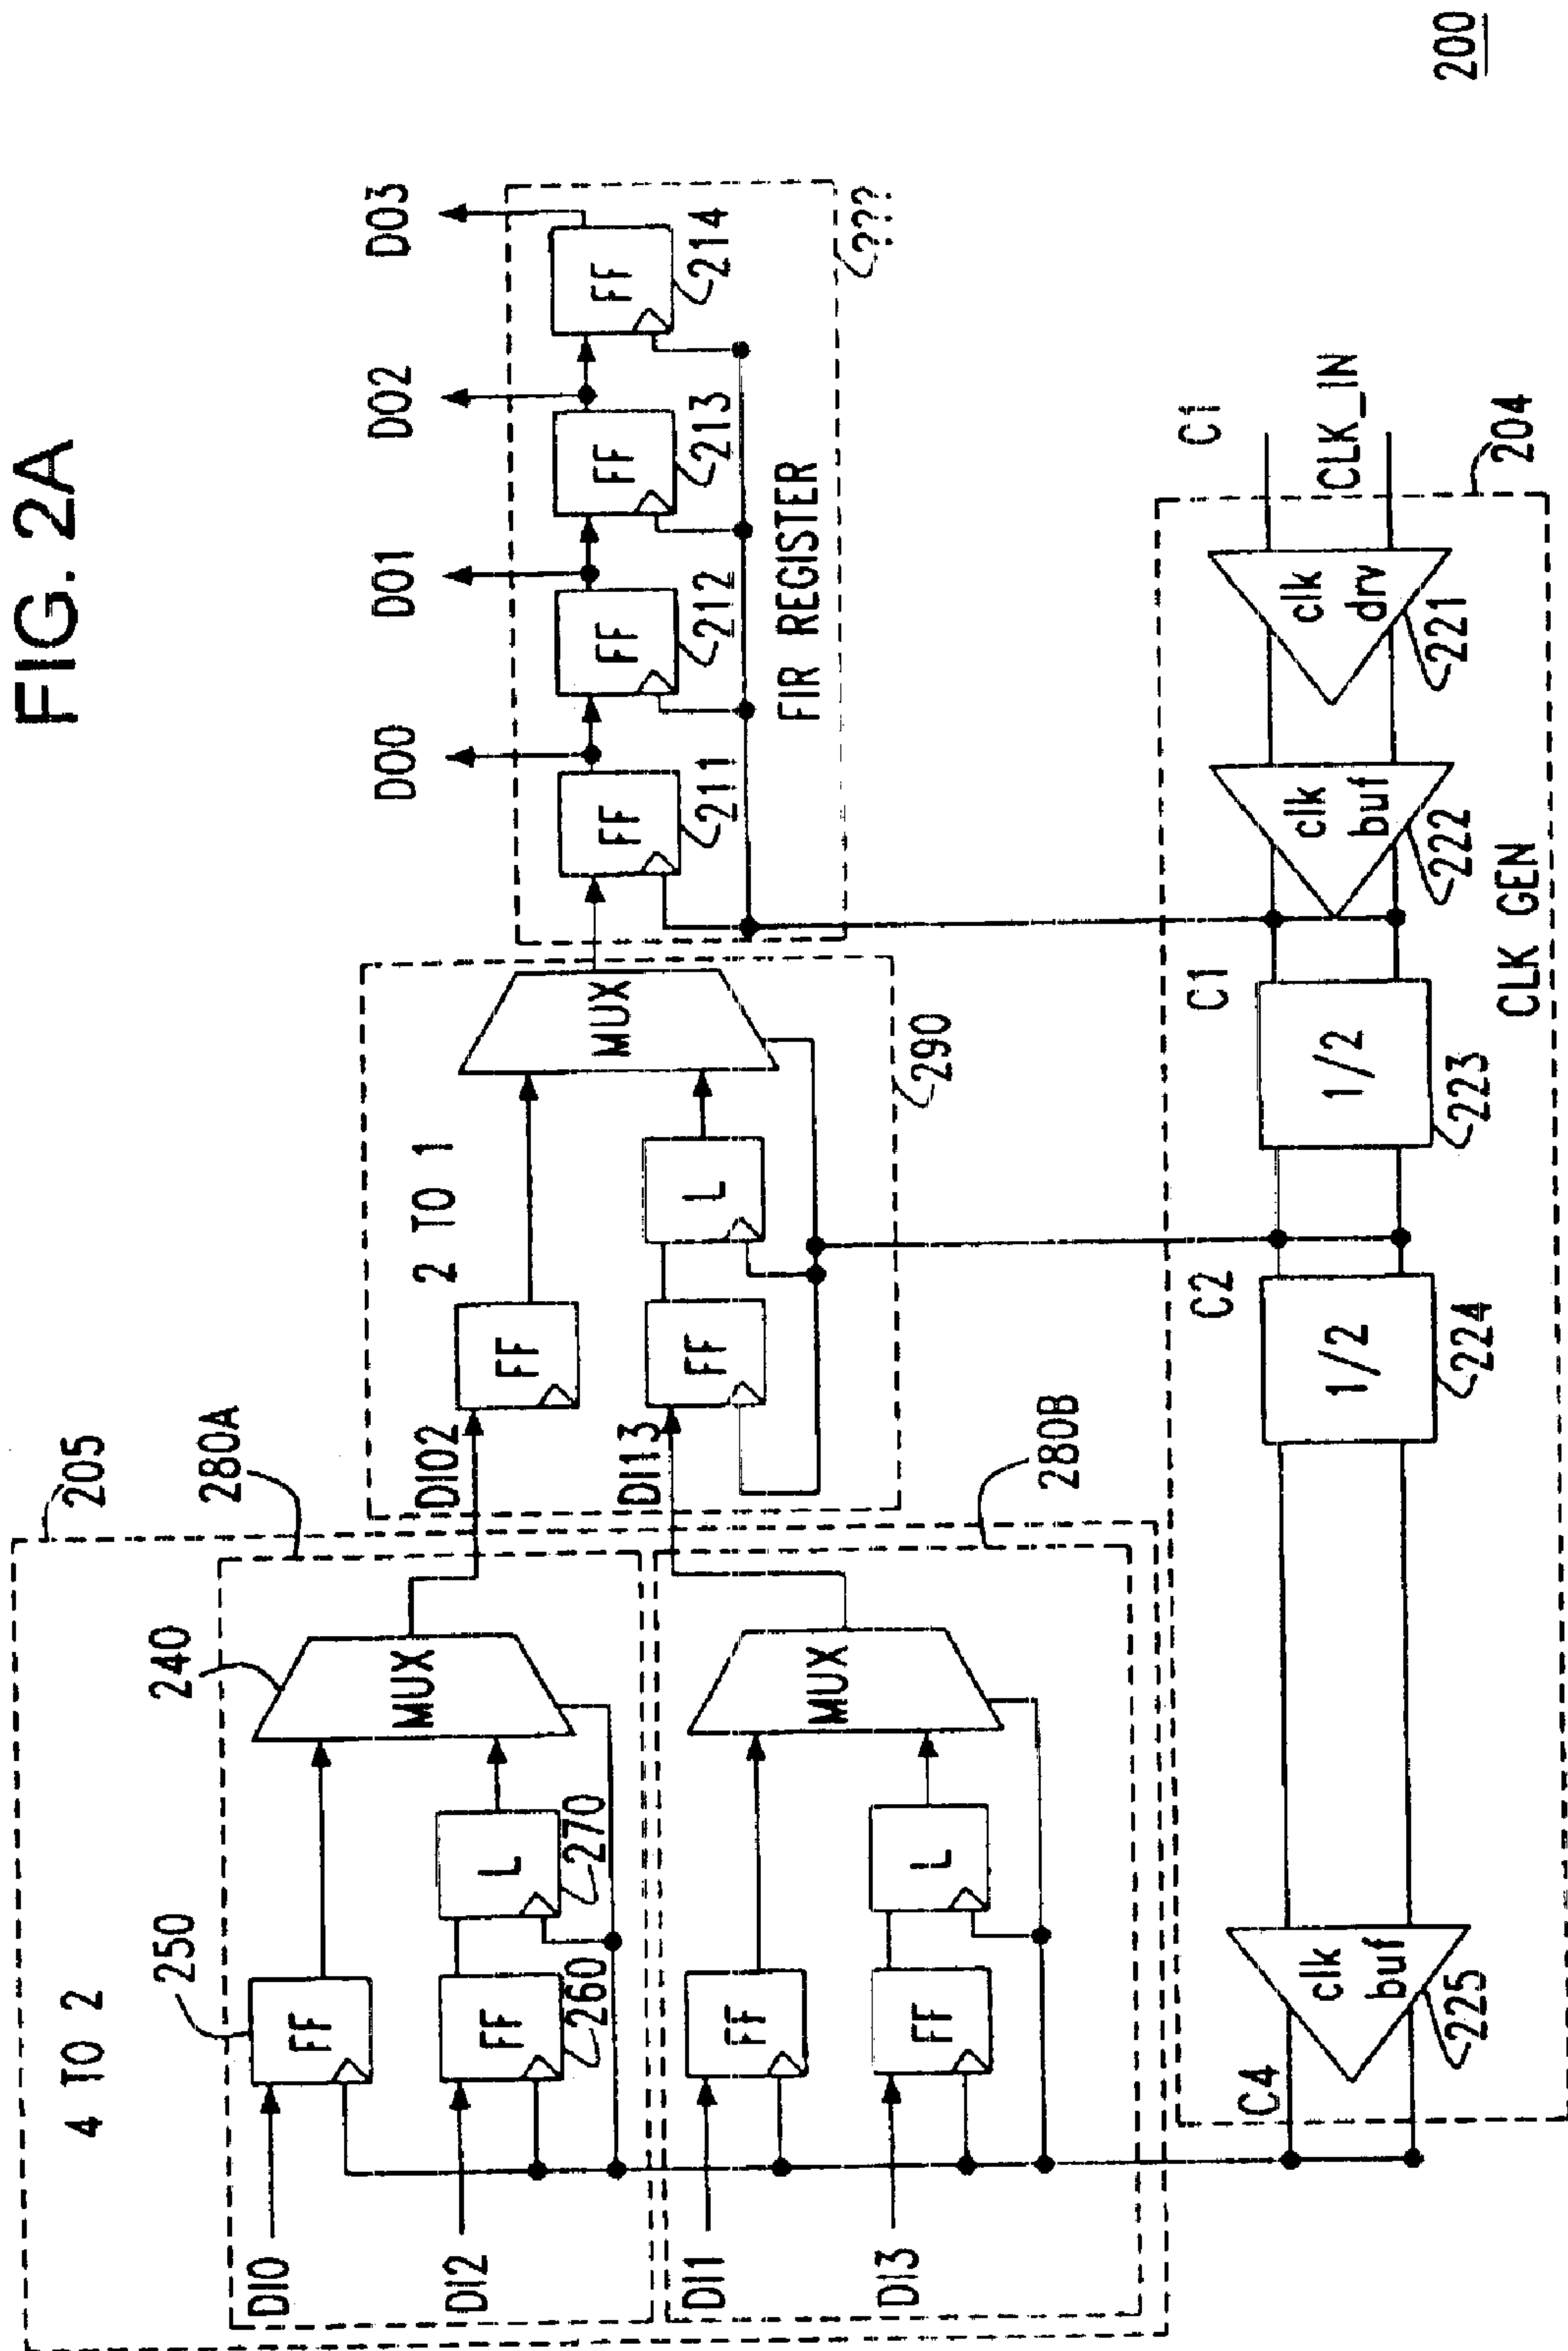 FIG. 2A
200
4 TO 2
205
280A
250
240
DI0
FF
MUX
DI2
FF
L
260
270
DI1
FF
MUX
DI3
FF
L
280B
2 TO 1
DI02
FF
MUX
DI13
FF
L
290
DO0
DO1
DO2
DO3
FF
FF
FF
FF
211
212
213
214
FIR REGISTER
???
C4
C2
C1
C1
CLK_IN
clk
buf
225
1/2
224
1/2
223
clk
buf
222
clk
drv
221
CLK GEN
204